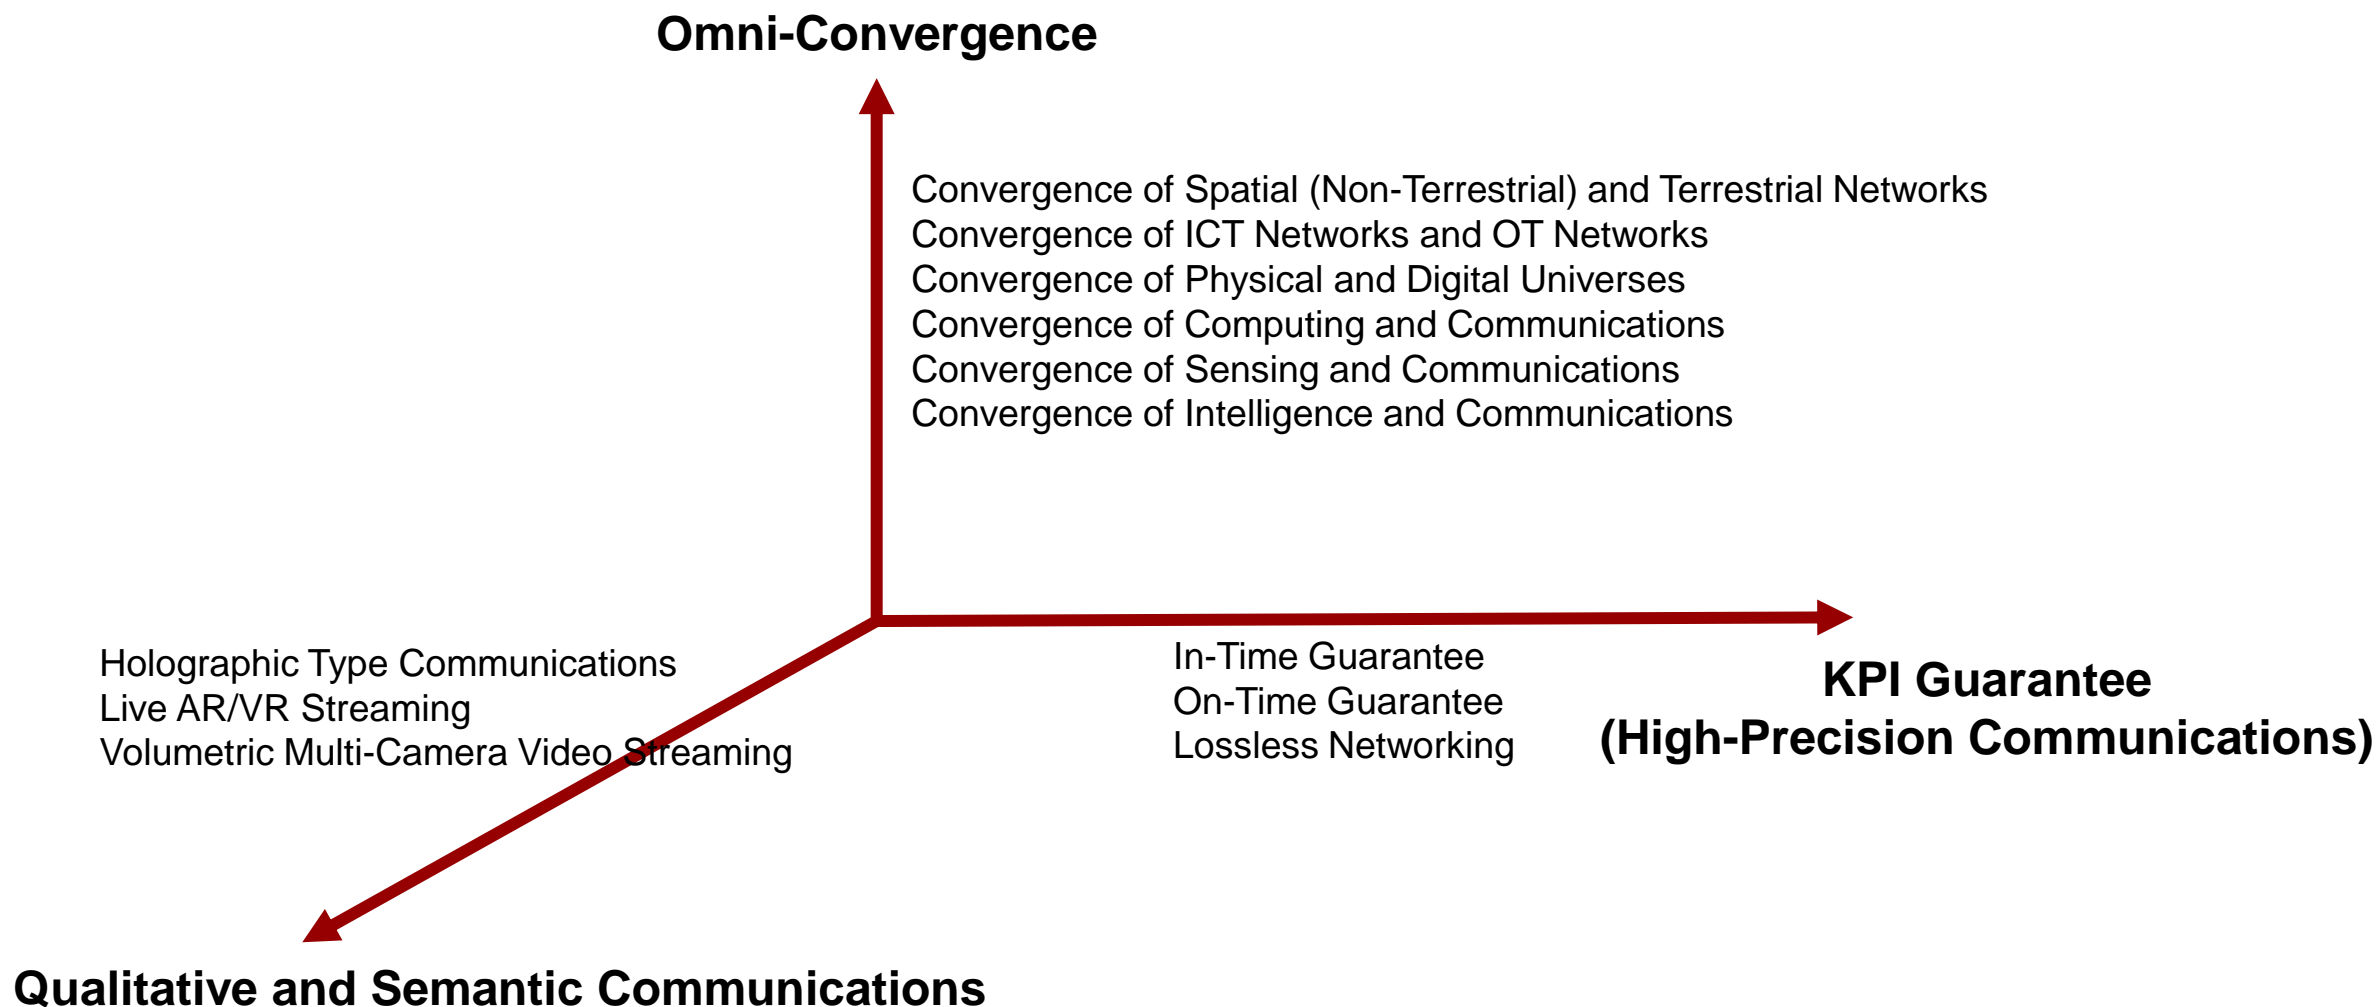 Omni-Convergence
Convergence of Spatial (Non-Terrestrial) and Terrestrial Networks
Convergence of ICT Networks and OT Networks
Convergence of Physical and Digital Universes
Convergence of Computing and Communications
Convergence of Sensing and Communications
Convergence of Intelligence and Communications
Holographic Type Communications
Live AR/VR Streaming
Volumetric Multi-Camera Video Streaming
In-Time Guarantee
On-Time Guarantee
Lossless Networking
KPI Guarantee
(High-Precision Communications)
Qualitative and Semantic Communications